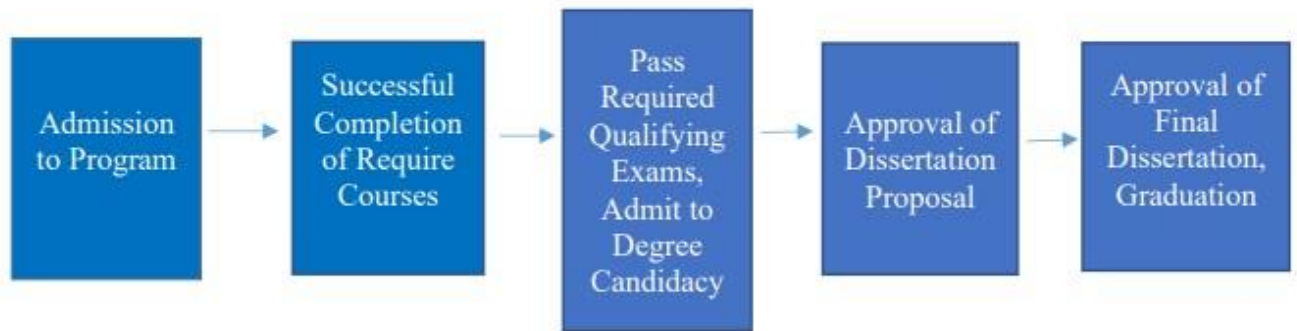 Admission
to Program
Successful
Completion
of Require
Courses
Pass
Required
Qualifying
Exams,
Admit to
Degree
Candidacy
Approval of
Dissertation
Proposal
Approval of
Final
Dissertation,
Graduation